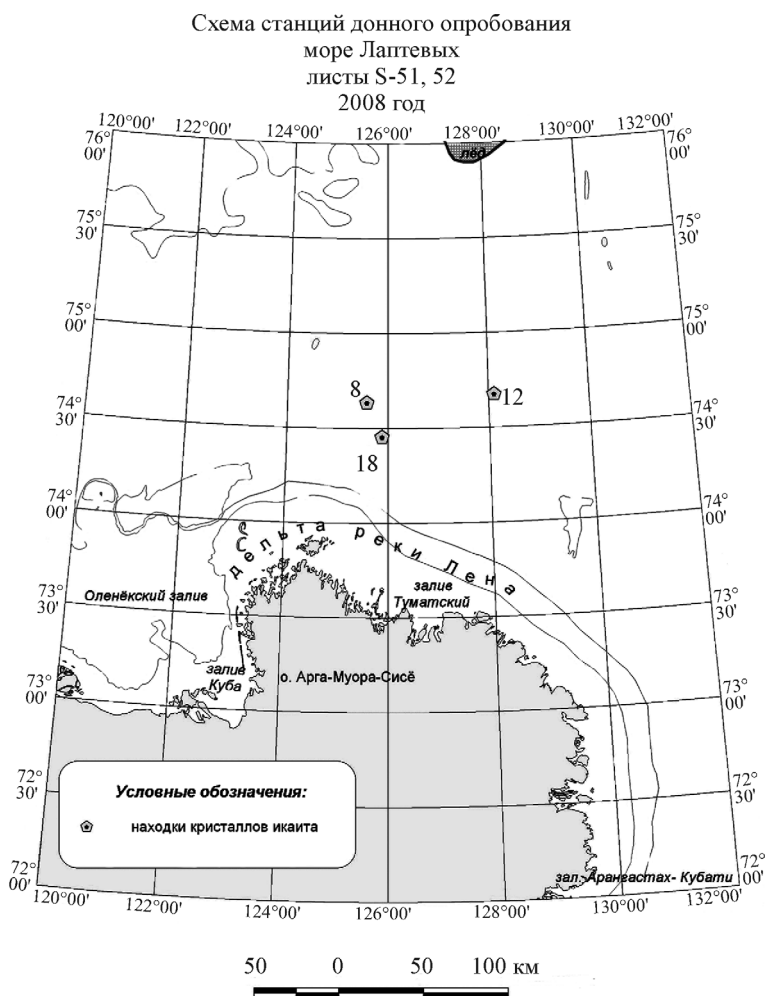 Схема станций донного опробования
море Лаптевых
листы S-51, 52
2008 год
120°00' 122°00' 124°00' 126°00' 128°00' 130°00' 132°00'
76°
00'
76°
00'
лёд
75°
30'
75°
30'
75°
00'
75°
00'
8
12
74°
30'
74°
30'
18
74°
00'
74°
00'
дельта реки Лена
73°
30'
73°
30'
Оленёкский залив
залив
Туматский
залив
Куба
о. Арга-Муора-Сисё
73°
00'
73°
00'
72°
30'
72°
30'
Условные обозначения:
находки кристаллов икаита
72°
00'
72°
00'
зал. Арангастах- Кубати
120°00' 122°00' 124°00' 126°00' 128°00' 130°00' 132°00'
50 0 50 100 км